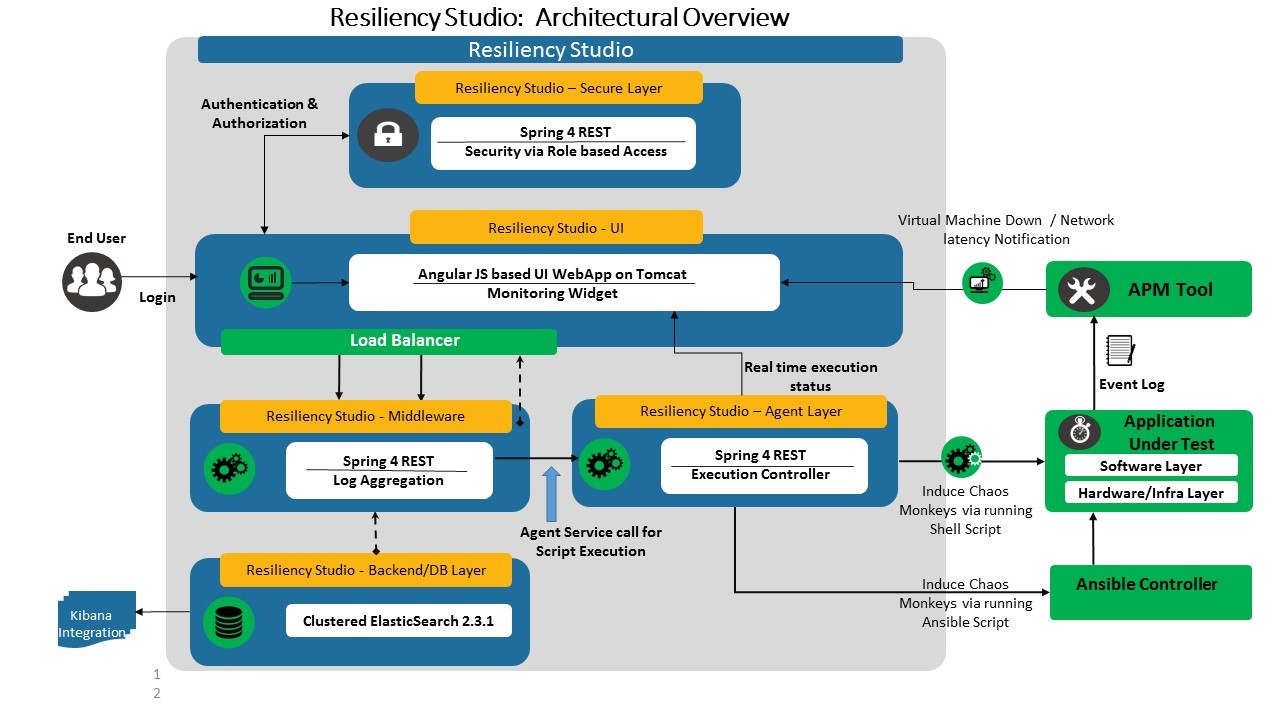 Resiliency Studio: Architectural Overview
Resiliency Studio
Resiliency Studio – Secure Layer
Authentication &
Authorization
Spring 4 REST
Security via Role based Access
Resiliency Studio - UI
Virtual Machine Down / Network
latency Notification
End User
Login
Angular JS based UI WebApp on Tomcat
Monitoring Widget
APM Tool
Load Balancer
Real time execution
status
Event Log
Resiliency Studio - Middleware
Spring 4 REST
Log Aggregation
Resiliency Studio – Agent Layer
Spring 4 REST
Execution Controller
Application
Under Test
Software Layer
Hardware/Infra Layer
Induce Chaos
Monkeys via running
Shell Script
Agent Service call for
Script Execution
Resiliency Studio - Backend/DB Layer
Clustered ElasticSearch 2.3.1
Kibana
Integration
Induce Chaos
Monkeys via running
Ansible Script
Ansible Controller
1
2